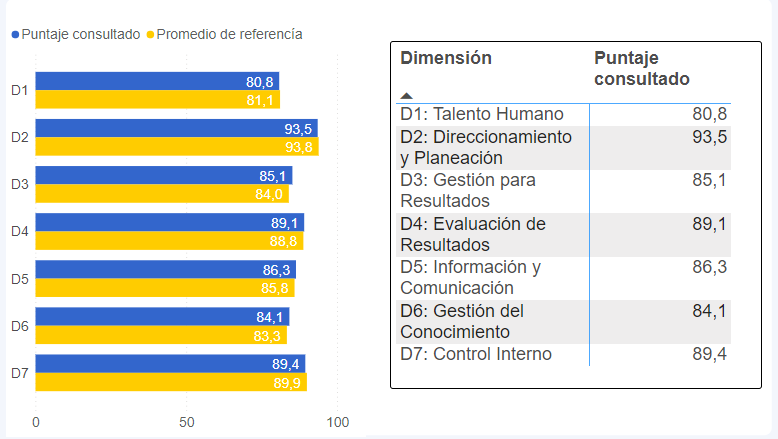 Puntaje consultado Promedio de referencía
D1 80,8
81,1
D2 93,5
93,8
D3 85,1
84,0
D4 89,1
88,8
D5 86,3
85,8
D6 84,1
83,3
D7 89,4
89,9
0 50 100
Dimensión Puntaje
consultado
D1: Talento Humano 80,8
D2: Direccionamiento 93,5
y Planeación
D3: Gestión para 85,1
Resultados
D4: Evaluación de 89,1
Resultados
D5: Información y 86,3
Comunicación
D6: Gestión del 84,1
Conocimiento
D7: Control Interno 89,4